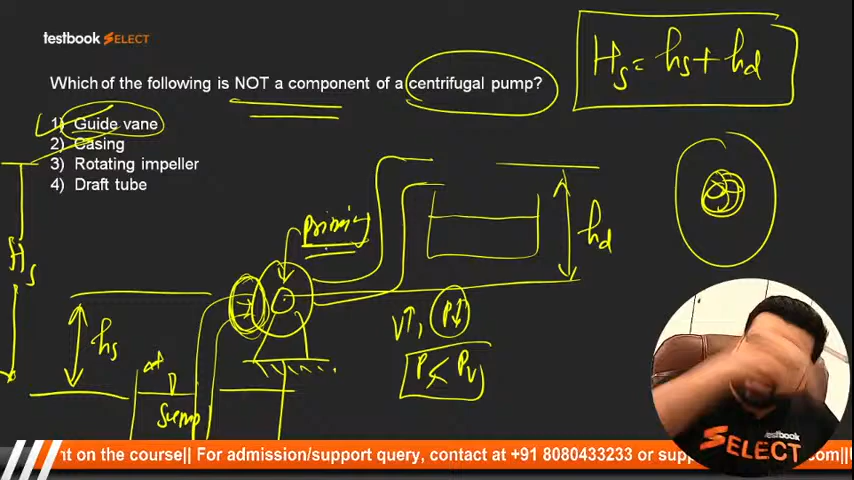 testbook SELECT
Which of the following is NOT a component of a centrifugal pump?
Hs = hs + hd
1) Guide vane
2) Casing
3) Rotating impeller
4) Draft tube
Priming
hd
Hs
hs
V↑, P↓
P < Pv
Sump
testbook
SELECT
nt on the course|| For admission/support query, contact at +91 8080433233 or supp
om||